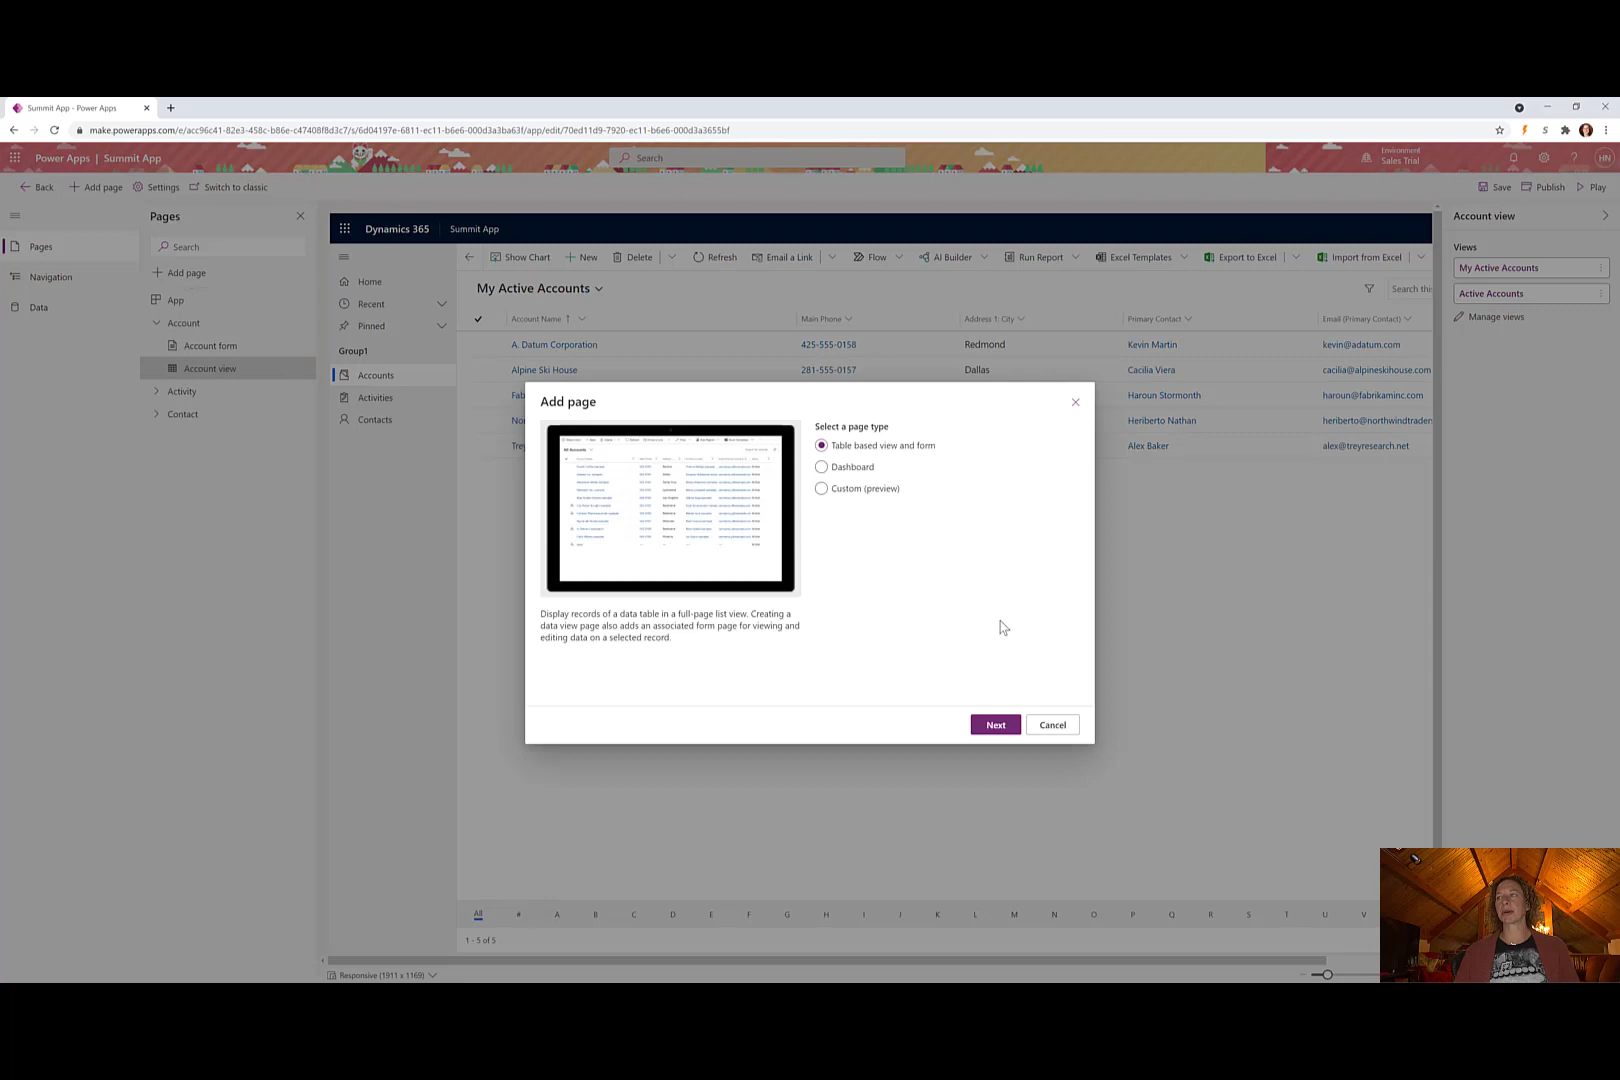 Summit App - Power Apps
make.powerapps.com/e/acc96c41-82e3-458c-b86e-c47408f8d3c7/s/6d04197e-6811-ec11-b6e6-000d3a3ba63f/app/edit/70ed11d9-7920-ec11-b6e6-000d3a3655bf
Power Apps | Summit App
Search
Environment
Sales Trial
HN
Back
Add page
Settings
Switch to classic
Save
Publish
Play
Pages
Navigation
Data
Pages
Search
Add page
App
Account
Account form
Account view
Activity
Contact
Dynamics 365
Summit App
Show Chart
New
Delete
Refresh
Email a Link
Flow
AI Builder
Run Report
Excel Templates
Export to Excel
Import from Excel
Home
Recent
Pinned
Group1
Accounts
Activities
Contacts
My Active Accounts
Search this
Account Name
Main Phone
Address 1: City
Primary Contact
Email (Primary Contact)
A. Datum Corporation 425-555-0158 Redmond Kevin Martin kevin@adatum.com
Alpine Ski House 281-555-0157 Dallas Cacilia Viera cacilia@alpineskihouse.com
Fab Haroun Stormonth haroun@fabrikaminc.com
Nor Heriberto Nathan heriberto@northwindtraders
Trey Alex Baker alex@treyresearch.net
Add page
Select a page type
Table based view and form
Dashboard
Custom (preview)
Display records of a data table in a full-page list view. Creating a
data view page also adds an associated form page for viewing and
editing data on a selected record.
Next
Cancel
All # A B C D E F G H I J K L M N O P Q R S T U V
1 - 5 of 5
Responsive (1911 x 1169)
Account view
Views
My Active Accounts
Active Accounts
Manage views